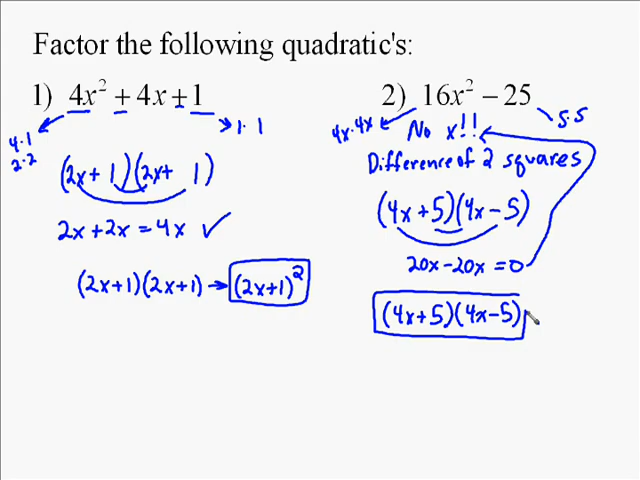 Factor the following quadratic's:
1) 4x² + 4x + 1
4·1
2·2
1·1
(2x + 1)(2x + 1)
2x + 2x = 4x ✓
(2x+1)(2x+1) → (2x+1)²
2) 16x² − 25
4x·4x
5·5
No x!!
Difference of 2 squares
(4x+5)(4x−5)
20x − 20x = 0
(4x+5)(4x−5)